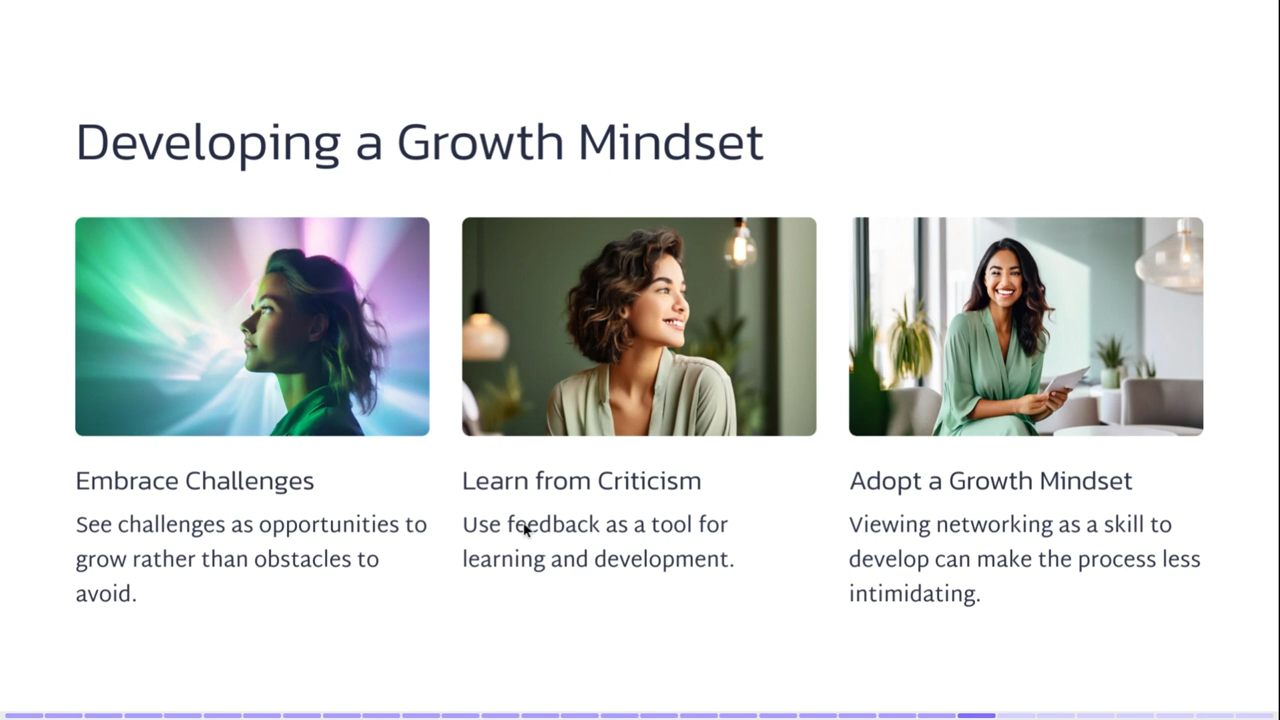 Developing a Growth Mindset
Embrace Challenges
See challenges as opportunities to
grow rather than obstacles to
avoid.
Learn from Criticism
Use feedback as a tool for
learning and development.
Adopt a Growth Mindset
Viewing networking as a skill to
develop can make the process less
intimidating.